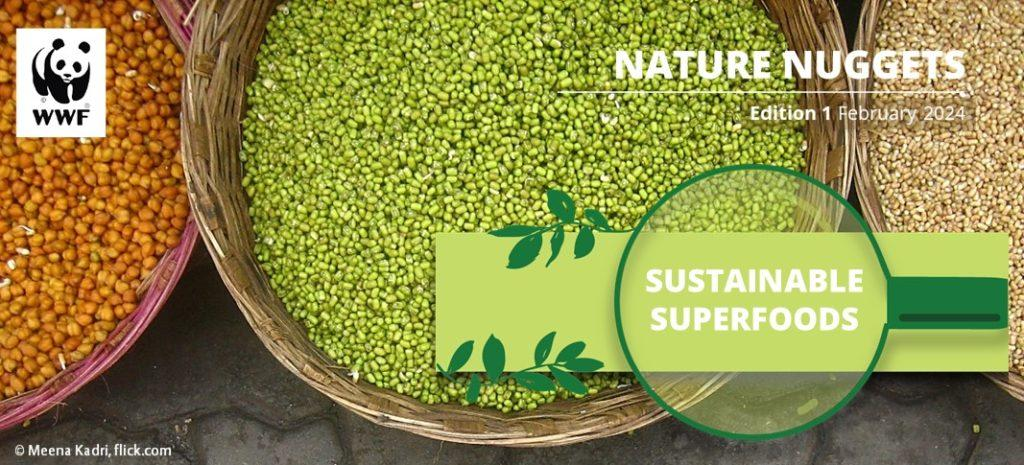 WWF
NATURE NUGGETS
Edition 1 February 2024
SUSTAINABLE
SUPERFOODS
© Meena Kadri, flick.com